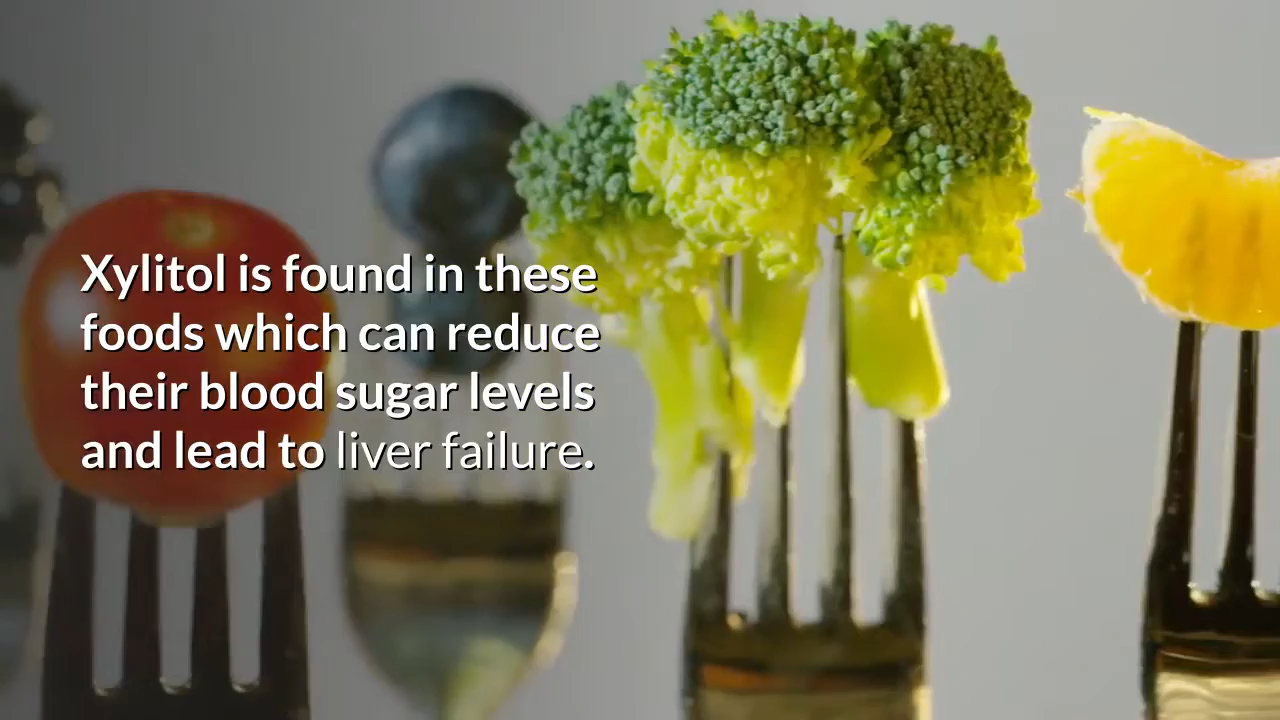 Xylitol is found in these
foods which can reduce
their blood sugar levels
and lead to liver failure.